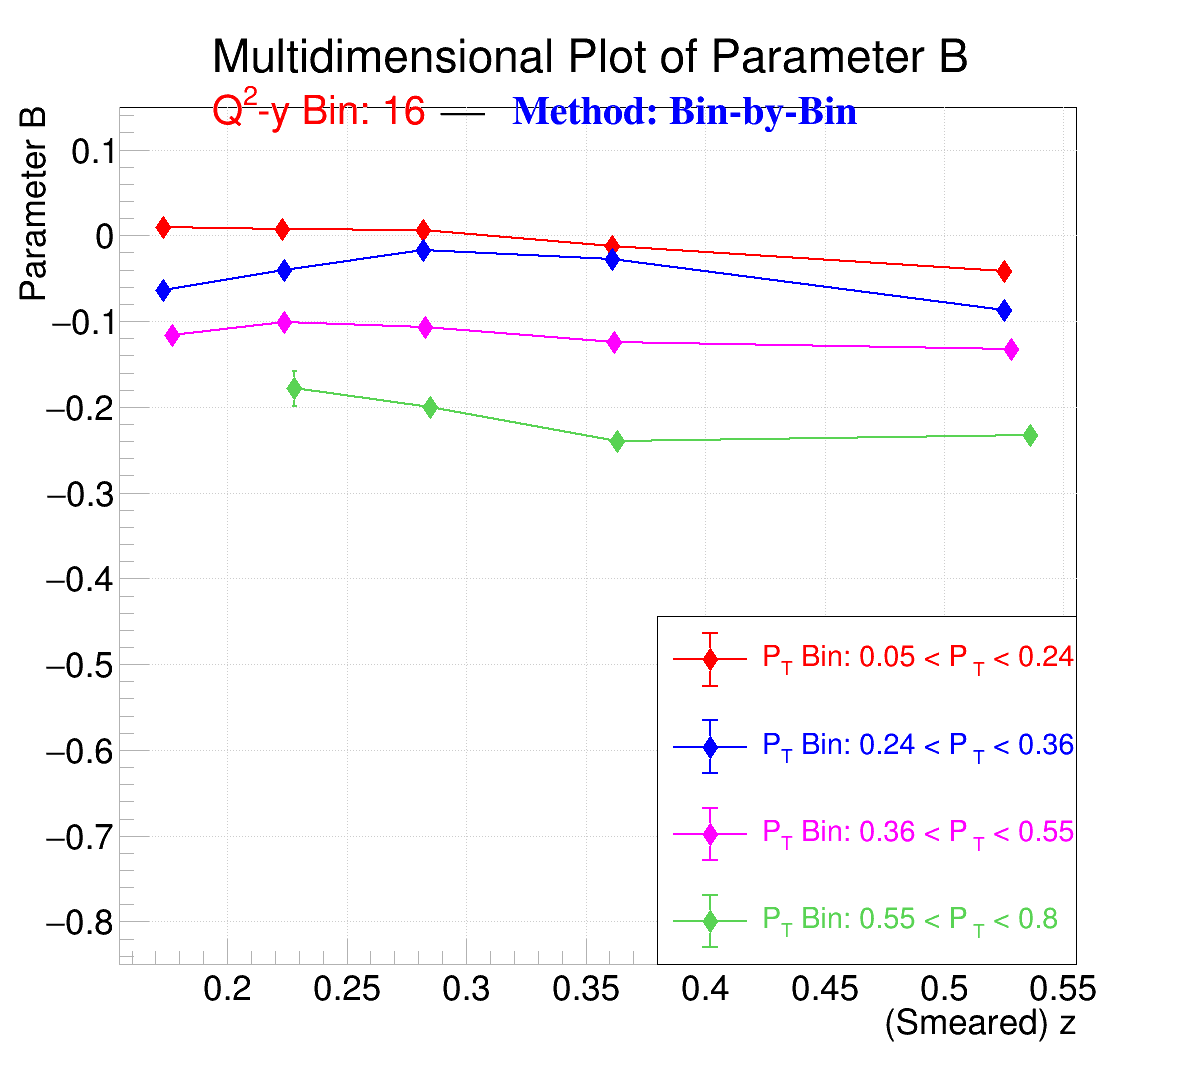 Multidimensional Plot of Parameter B
Q2-y Bin: 16 — Method: Bin-by-Bin
Parameter B
0.1
0
−0.1
−0.2
−0.3
−0.4
−0.5
−0.6
−0.7
−0.8
PT Bin: 0.05 < PT < 0.24
PT Bin: 0.24 < PT < 0.36
PT Bin: 0.36 < PT < 0.55
PT Bin: 0.55 < PT < 0.8
0.2 0.25 0.3 0.35 0.4 0.45 0.5 0.55
(Smeared) z